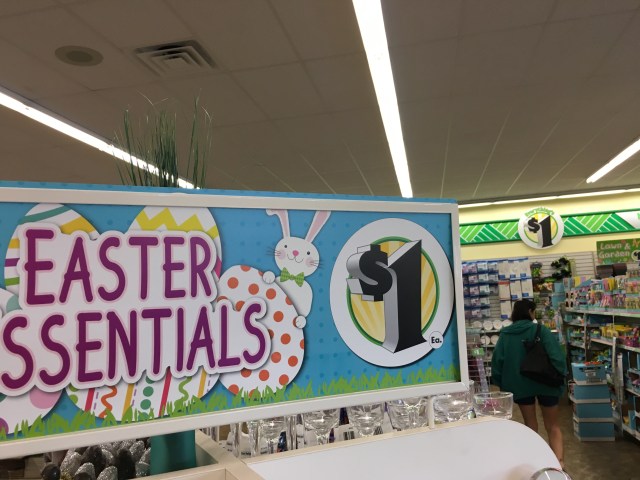 EASTER
SSENTIALS
$1
Ea.
$1
Lawn &
Garden